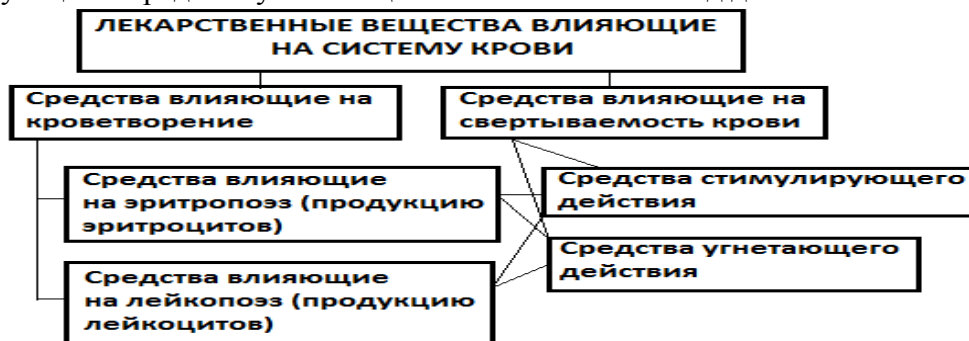 ЛЕКАРСТВЕННЫЕ ВЕЩЕСТВА ВЛИЯЮЩИЕ
НА СИСТЕМУ КРОВИ
Средства влияющие на
кроветворение
Средства влияющие на
свертываемость крови
Средства влияющие
на эритропоэз (продукцию
эритроцитов)
Средства стимулирующего
действия
Средства угнетающего
действия
Средства влияющие
на лейкопоэз (продукцию
лейкоцитов)